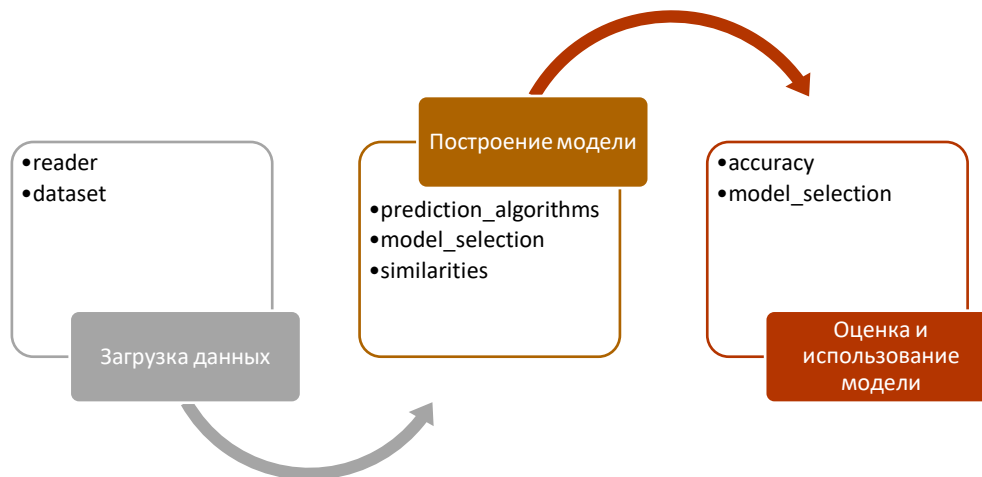 •reader
•dataset
Загрузка данных
Построение модели
•prediction_algorithms
•model_selection
•similarities
•accuracy
•model_selection
Оценка и
использование
модели